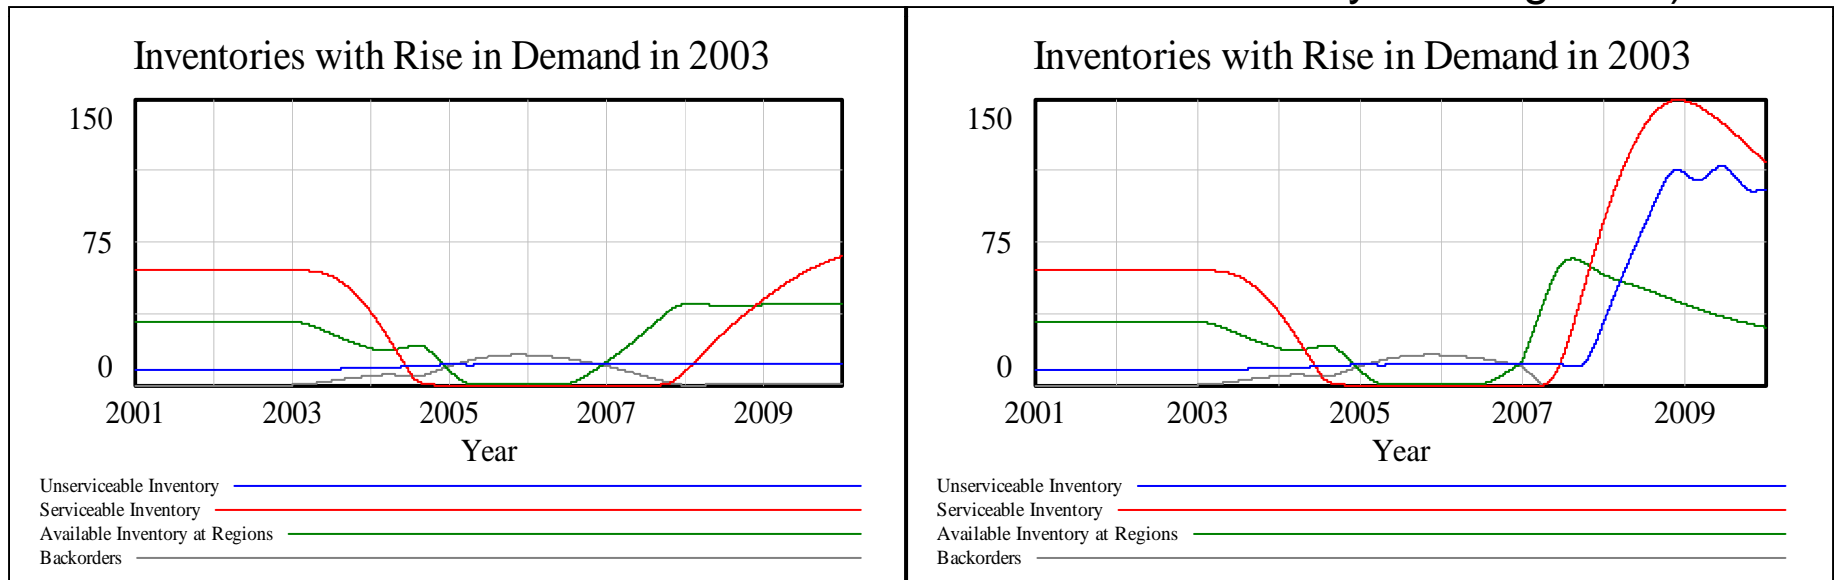 Inventories with Rise in Demand in 2003
150
75
0
2001 2003 2005 2007 2009
Year
Unserviceable Inventory
Serviceable Inventory
Available Inventory at Regions
Backorders
Inventories with Rise in Demand in 2003
150
75
0
2001 2003 2005 2007 2009
Year
Unserviceable Inventory
Serviceable Inventory
Available Inventory at Regions
Backorders